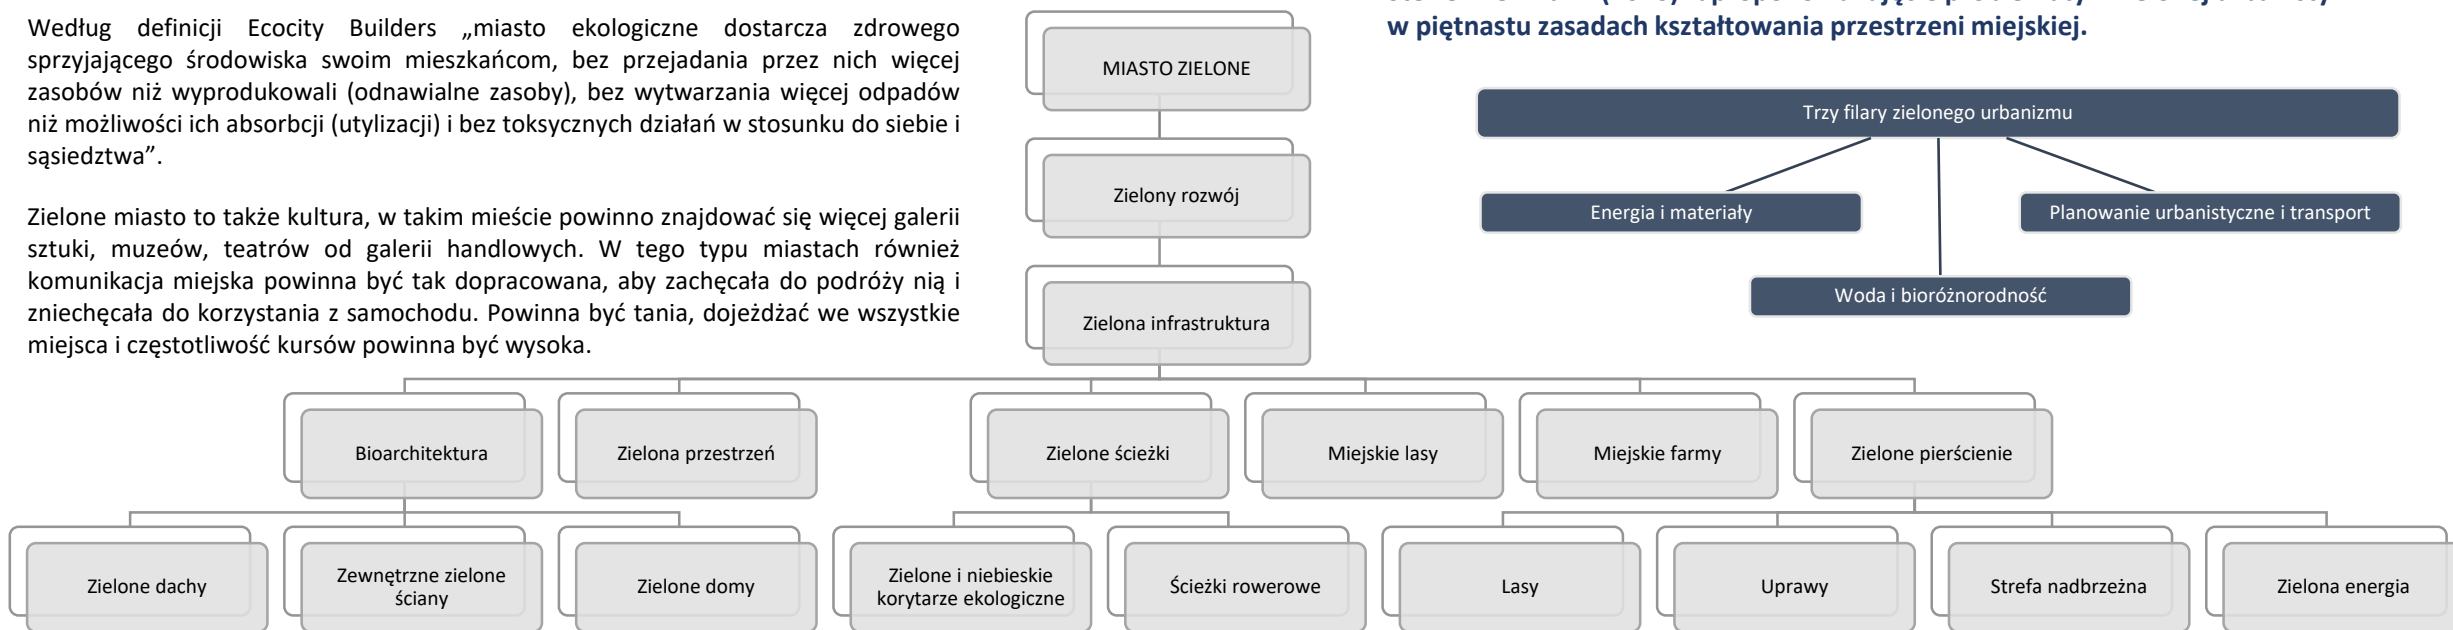 Według definicji Ecocity Builders „miasto ekologiczne dostarcza zdrowego
sprzyjającego środowiska swoim mieszkańcom, bez przejadania przez nich więcej
zasobów niż wyprodukowali (odnawialne zasoby), bez wytwarzania więcej odpadów
niż możliwości ich absorbcji (utylizacji) i bez toksycznych działań w stosunku do siebie i
sąsiedztwa”.
Zielone miasto to także kultura, w takim mieście powinno znajdować się więcej galerii
sztuki, muzeów, teatrów od galerii handlowych. W tego typu miastach również
komunikacja miejska powinna być tak dopracowana, aby zachęcała do podróży nią i
zniechęcała do korzystania z samochodu. Powinna być tania, dojeżdżać we wszystkie
miejsca i częstotliwość kursów powinna być wysoka.
MIASTO ZIELONE
Zielony rozwój
Zielona infrastruktura
w piętnastu zasadach kształtowania przestrzeni miejskiej.
Trzy filary zielonego urbanizmu
Energia i materiały
Planowanie urbanistyczne i transport
Woda i bioróżnorodność
Bioarchitektura
Zielona przestrzeń
Zielone ścieżki
Miejskie lasy
Miejskie farmy
Zielone pierścienie
Zielone dachy
Zewnętrzne zielone
ściany
Zielone domy
Zielone i niebieskie
korytarze ekologiczne
Ścieżki rowerowe
Lasy
Uprawy
Strefa nadbrzeżna
Zielona energia